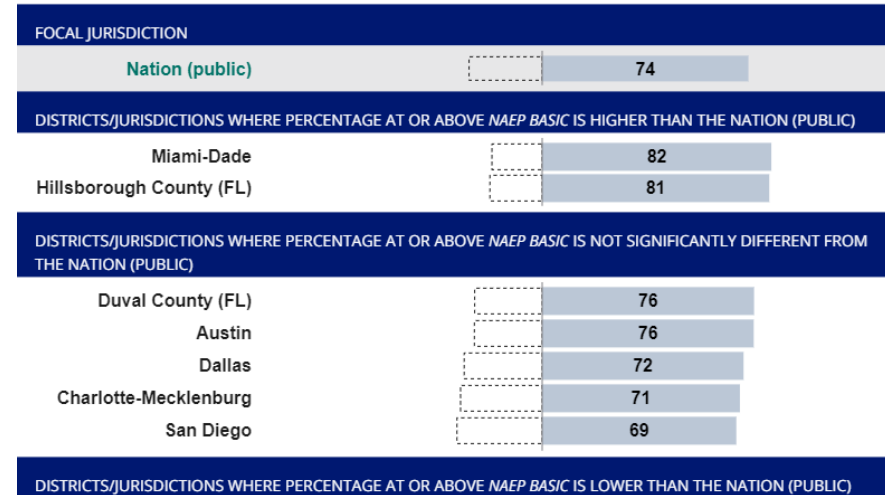 FOCAL JURISDICTION
Nation (public) 74
DISTRICTS/JURISDICTIONS WHERE PERCENTAGE AT OR ABOVE NAEP BASIC IS HIGHER THAN THE NATION (PUBLIC)
Miami-Dade 82
Hillsborough County (FL) 81
DISTRICTS/JURISDICTIONS WHERE PERCENTAGE AT OR ABOVE NAEP BASIC IS NOT SIGNIFICANTLY DIFFERENT FROM
THE NATION (PUBLIC)
Duval County (FL) 76
Austin 76
Dallas 72
Charlotte-Mecklenburg 71
San Diego 69
DISTRICTS/JURISDICTIONS WHERE PERCENTAGE AT OR ABOVE NAEP BASIC IS LOWER THAN THE NATION (PUBLIC)